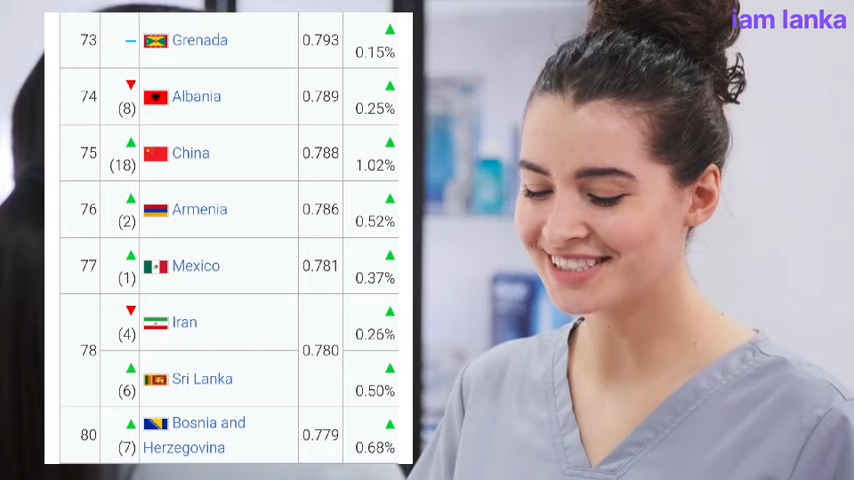 iam lanka
73 – Grenada 0.793 ▲ 0.15%
74 ▼ (8) Albania 0.789 ▲ 0.25%
75 ▲ (18) China 0.788 ▲ 1.02%
76 ▲ (2) Armenia 0.786 ▲ 0.52%
77 ▲ (1) Mexico 0.781 ▲ 0.37%
78 ▼ (4) Iran 0.780 ▲ 0.26%
▲ (6) Sri Lanka ▲ 0.50%
80 ▲ (7) Bosnia and
Herzegovina 0.779 ▲ 0.68%